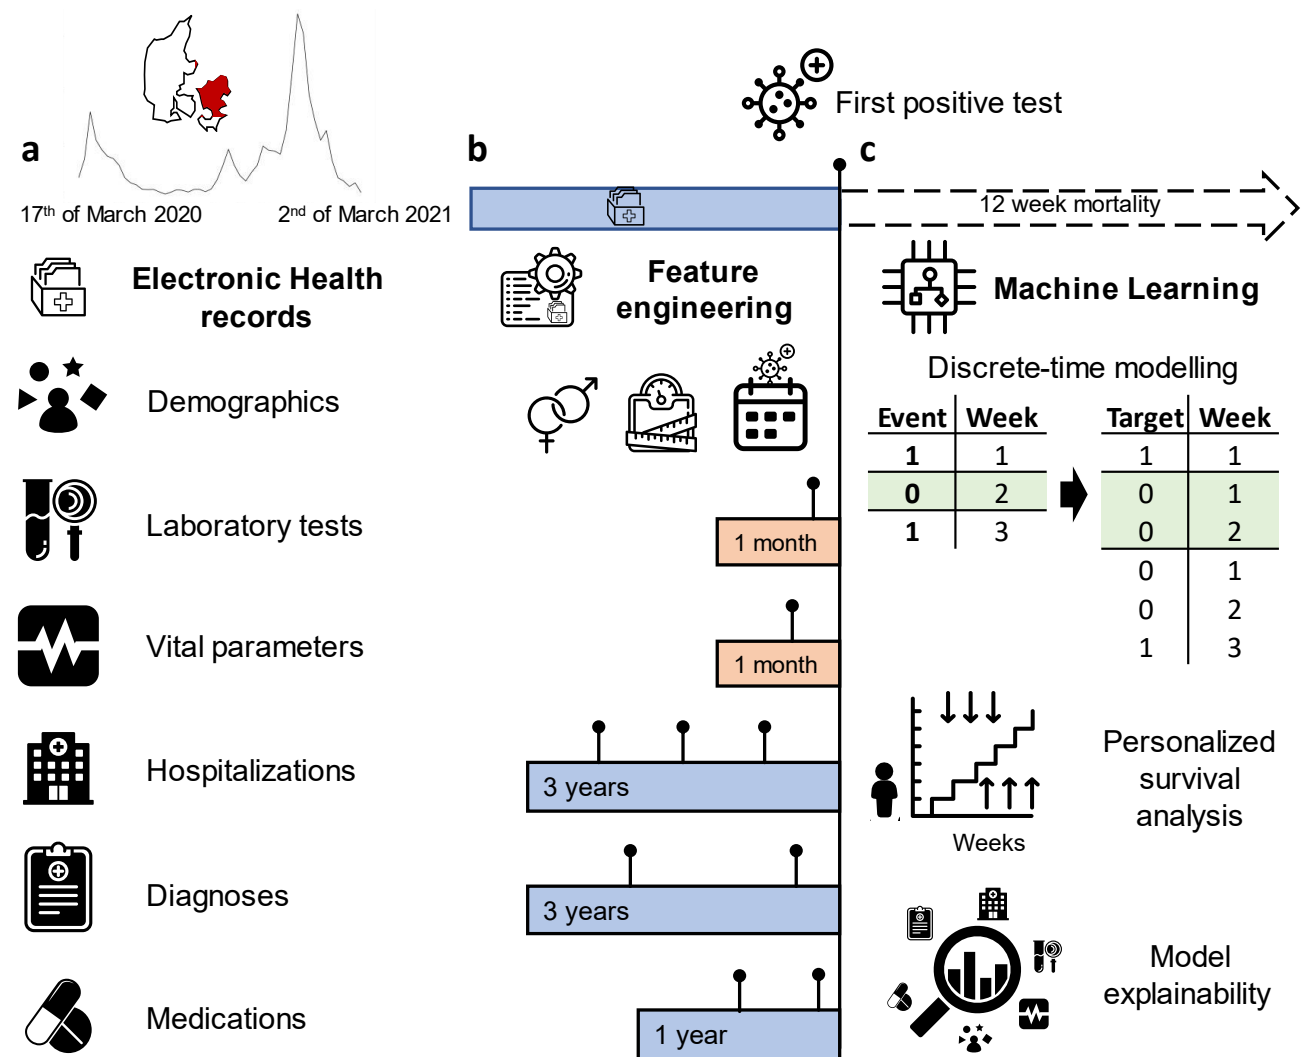 First positive test
a
b
c
17th of March 2020
2nd of March 2021
12 week mortality
Electronic Health
records
Demographics
Laboratory tests
Vital parameters
Hospitalizations
Diagnoses
Medications
Feature
engineering
1 month
1 month
3 years
3 years
1 year
Machine Learning
Discrete-time modelling
Event Week
1 1
0 2
1 3
Target Week
1 1
0 1
0 2
0 1
0 2
1 3
Weeks
Personalized
survival
analysis
Model
explainability